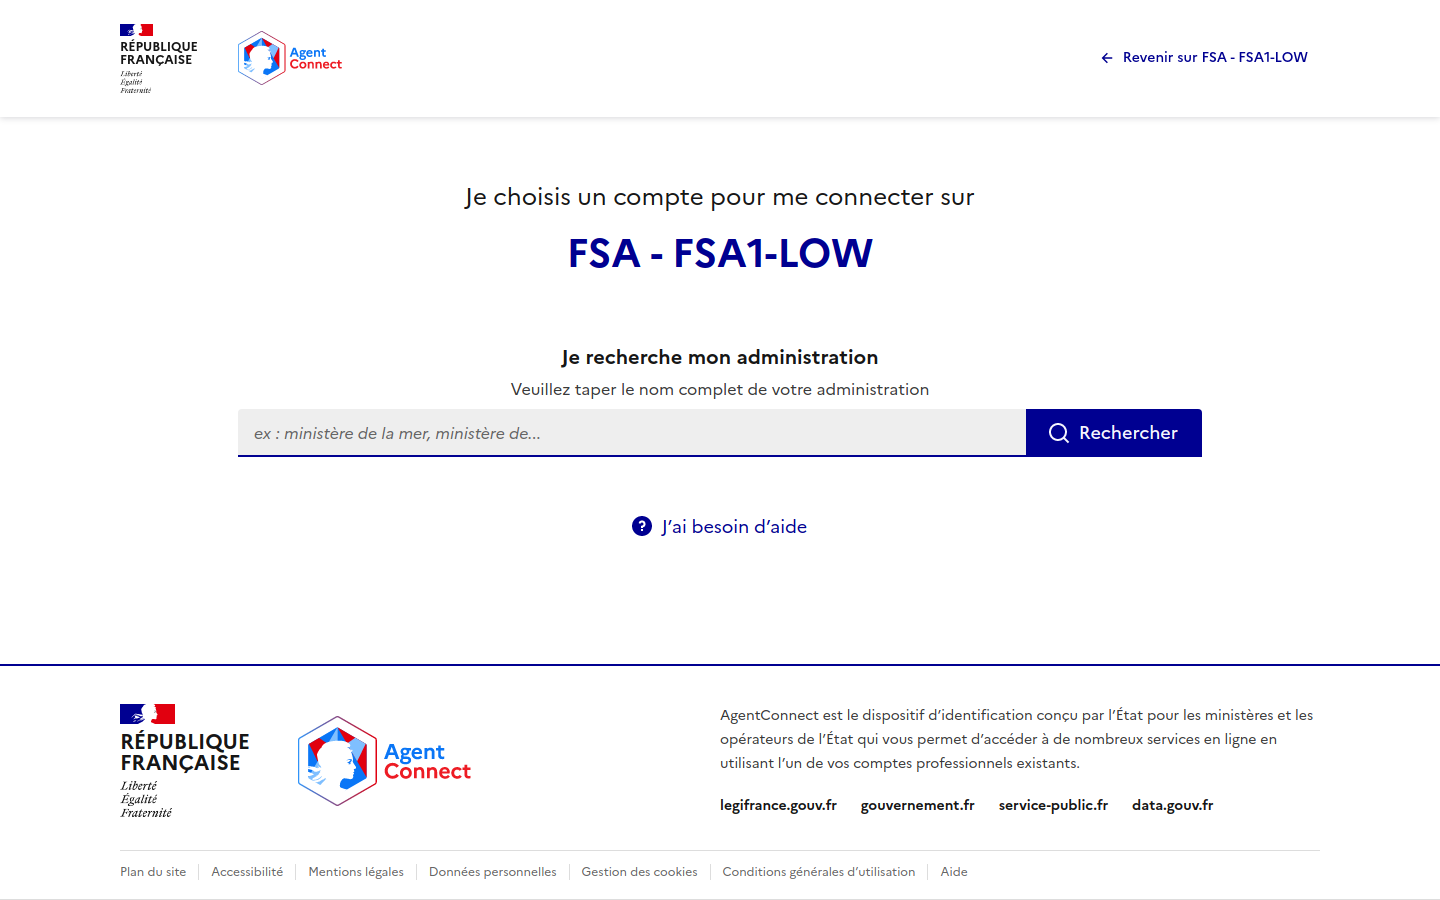 RÉPUBLIQUE
FRANÇAISE
Liberté
Égalité
Fraternité
Agent
Connect
Revenir sur FSA - FSA1-LOW
Je choisis un compte pour me connecter sur
FSA - FSA1-LOW
Je recherche mon administration
Veuillez taper le nom complet de votre administration
ex : ministère de la mer, ministère de...
Rechercher
J’ai besoin d’aide
RÉPUBLIQUE
FRANÇAISE
Liberté
Égalité
Fraternité
Agent
Connect
AgentConnect est le dispositif d’identification conçu par l’État pour les ministères et les
opérateurs de l’État qui vous permet d’accéder à de nombreux services en ligne en
utilisant l’un de vos comptes professionnels existants.
legifrance.gouv.fr gouvernement.fr service-public.fr data.gouv.fr
Plan du site Accessibilité Mentions légales Données personnelles Gestion des cookies Conditions générales d’utilisation Aide